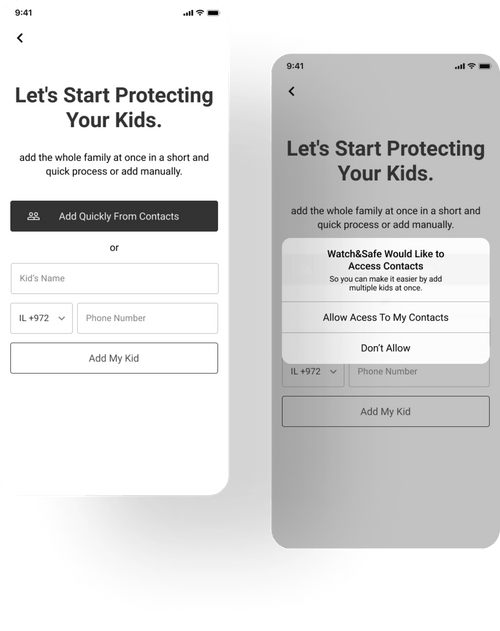 9:41
Let's Start Protecting
Your Kids.
add the whole family at once in a short and
quick process or add manually.
Add Quickly From Contacts
or
Kid's Name
IL +972
Phone Number
Add My Kid
9:41
Let's Start Protecting
Your Kids.
add the whole family at once in a short and
quick process or add manually.
Watch&Safe Would Like to
Access Contacts
So you can make it easier by add
multiple kids at once.
Allow Acess To My Contacts
Don't Allow
IL +972
Phone Number
Add My Kid